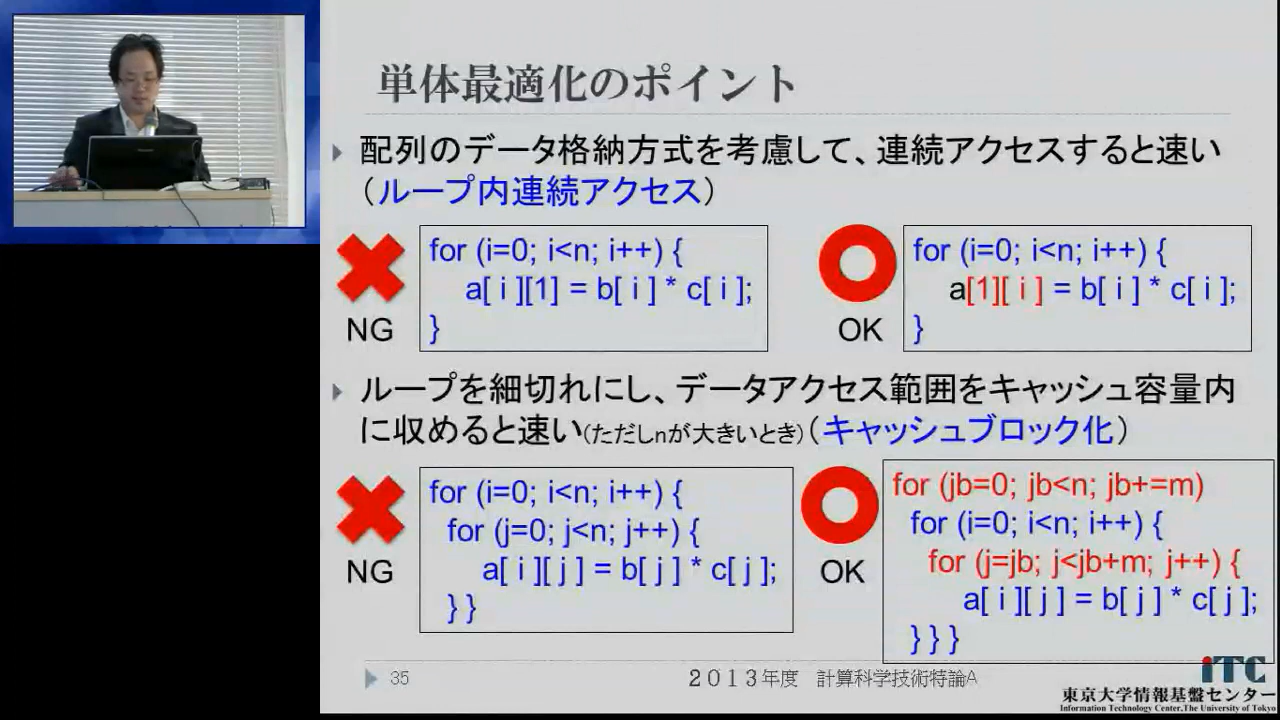 単体最適化のポイント
配列のデータ格納方式を考慮して、連続アクセスすると速い
（ループ内連続アクセス）
NG
for (i=0; i<n; i++) {
a[ i ][1] = b[ i ] * c[ i ];
}
OK
for (i=0; i<n; i++) {
a[1][ i ] = b[ i ] * c[ i ];
}
ループを細切れにし、データアクセス範囲をキャッシュ容量内
に収めると速い(ただしnが大きいとき)（キャッシュブロック化）
NG
for (i=0; i<n; i++) {
for (j=0; j<n; j++) {
a[ i ][ j ] = b[ j ] * c[ j ];
} }
OK
for (jb=0; jb<n; jb+=m)
for (i=0; i<n; i++) {
for (j=jb; j<jb+m; j++) {
a[ i ][ j ] = b[ j ] * c[ j ];
} } }
35
２０１３年度　計算科学技術特論A
iTC
東京大学情報基盤センター
Information Technology Center,The University of Tokyo